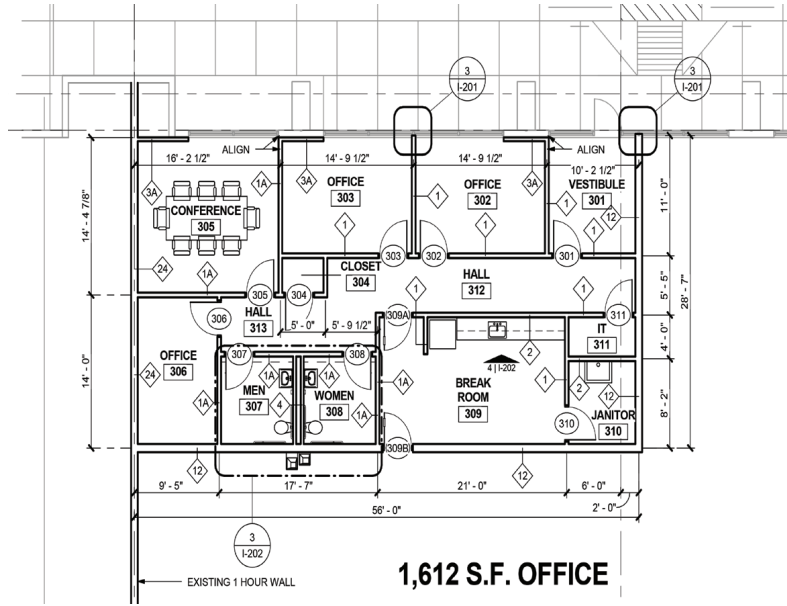 3
I-201
3
I-201
ALIGN
ALIGN
16' - 2 1/2"
14' - 9 1/2"
14' - 9 1/2"
10' - 2 1/2"
3A
1A
3A
OFFICE
303
1
OFFICE
302
3A
1
VESTIBULE
301
12
11' - 0"
14' - 4 7/8"
CONFERENCE
305
1
1
1
303
302
301
24
1A
CLOSET
304
HALL
312
1
5' - 5"
28' - 7"
305
304
306
HALL
313
5' - 0"
5' - 9 1/2"
309A
311
IT
311
4' - 0"
307
308
2
4 | I-202
14' - 0"
OFFICE
306
24
1A
1A
1A
1A
MEN
307
4
WOMEN
308
BREAK
ROOM
309
1
2
12
310
JANITOR
310
8' - 2"
309B
12
12
9' - 5"
17' - 7"
21' - 0"
6' - 0"
2' - 0"
56' - 0"
3
I-202
EXISTING 1 HOUR WALL
1,612 S.F. OFFICE